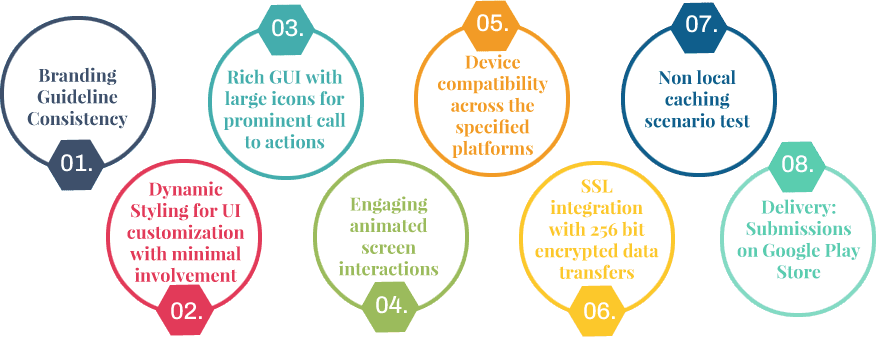 Branding
Guideline
Consistency
01.
Dynamic
Styling for UI
customization
with minimal
involvement
02.
03.
Rich GUI with
large icons for
prominent call
to actions
Engaging
animated
screen
interactions
04.
05.
Device
compatibility
across the
specified
platforms
SSL
integration
with 256 bit
encrypted data
transfers
06.
07.
Non local
caching
scenario test
08.
Delivery:
Submissions
on Google Play
Store